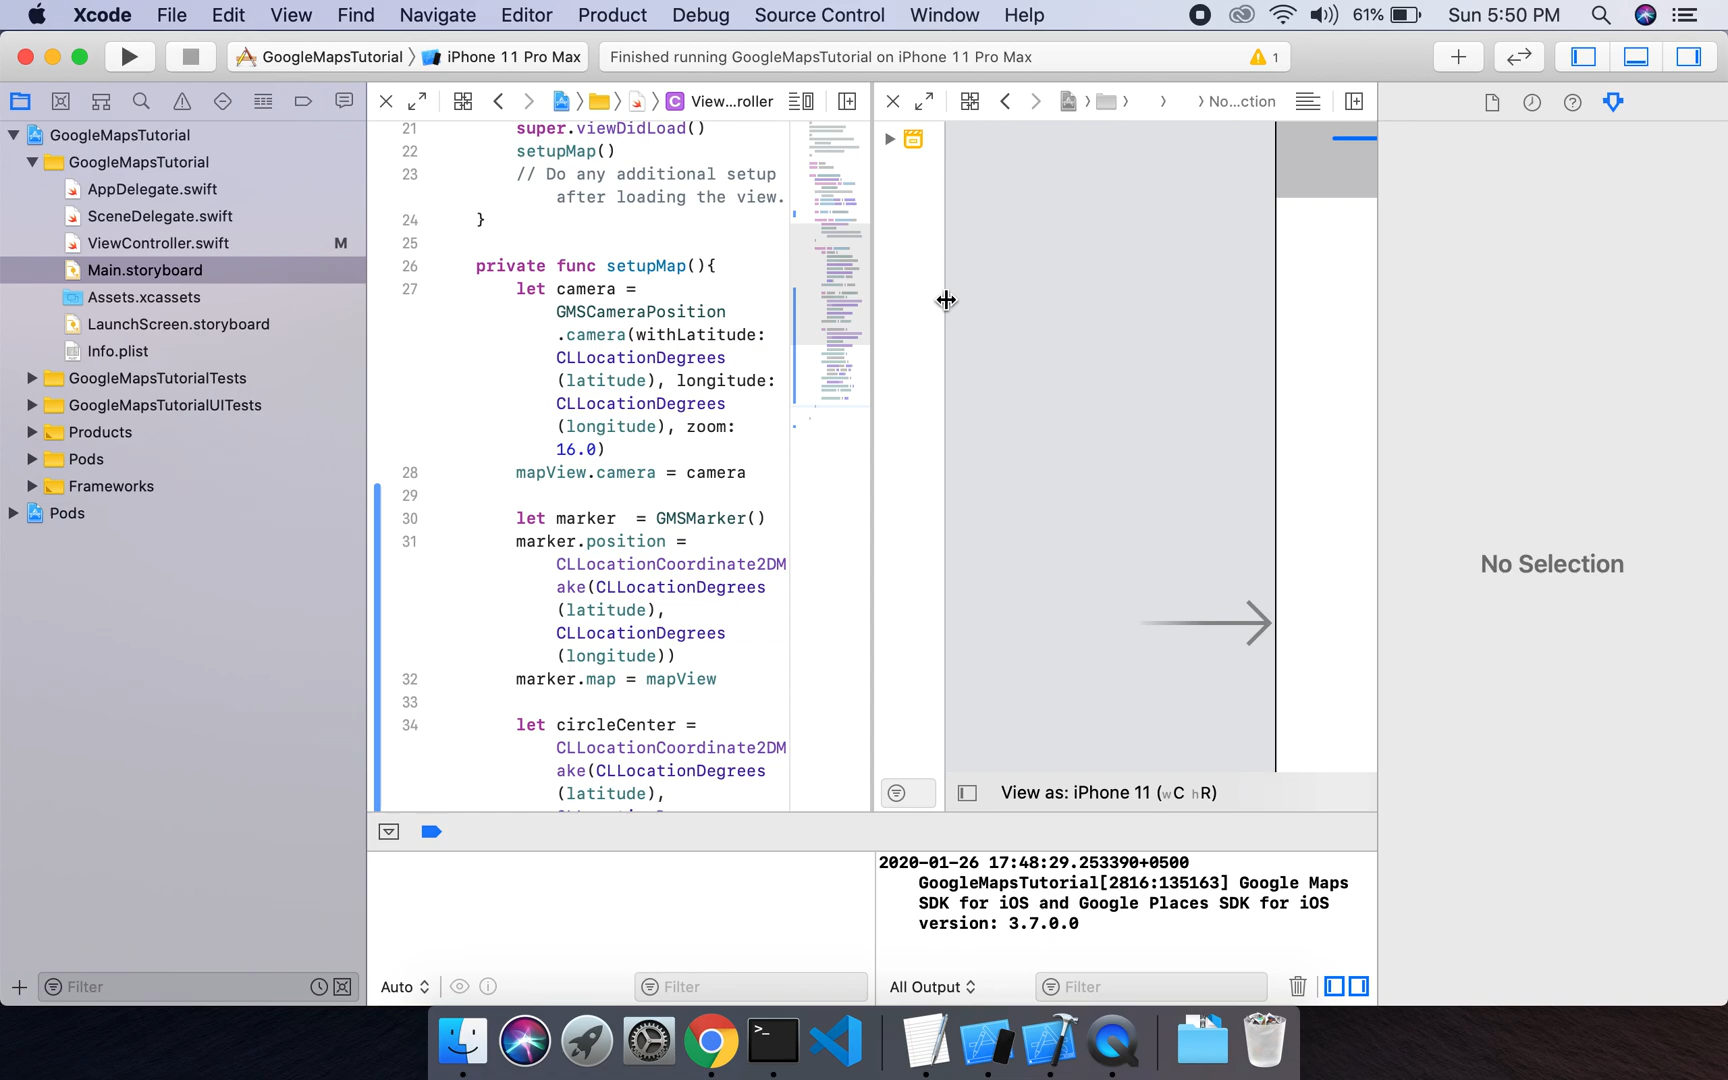 Xcode File Edit View Find Navigate Editor Product Debug Source Control Window Help 61% Sun 5:50 PM
GoogleMapsTutorial iPhone 11 Pro Max Finished running GoogleMapsTutorial on iPhone 11 Pro Max 1
C View...roller No...ction
GoogleMapsTutorial
GoogleMapsTutorial
AppDelegate.swift
SceneDelegate.swift
ViewController.swift M
Main.storyboard
Assets.xcassets
LaunchScreen.storyboard
Info.plist
GoogleMapsTutorialTests
GoogleMapsTutorialUITests
Products
Pods
Frameworks
Pods
Filter
21 super.viewDidLoad()
22 setupMap()
23 // Do any additional setup
after loading the view.
24 }
25
26 private func setupMap(){
27 let camera =
GMSCameraPosition
.camera(withLatitude:
CLLocationDegrees
(latitude), longitude:
CLLocationDegrees
(longitude), zoom:
16.0)
28 mapView.camera = camera
29
30 let marker  = GMSMarker()
31 marker.position =
CLLocationCoordinate2DM
ake(CLLocationDegrees
(latitude),
CLLocationDegrees
(longitude))
32 marker.map = mapView
33
34 let circleCenter =
CLLocationCoordinate2DM
ake(CLLocationDegrees
(latitude),
View as: iPhone 11 (wC hR)
No Selection
2020-01-26 17:48:29.253390+0500
GoogleMapsTutorial[2816:135163] Google Maps
SDK for iOS and Google Places SDK for iOS
version: 3.7.0.0
Auto Filter
All Output Filter